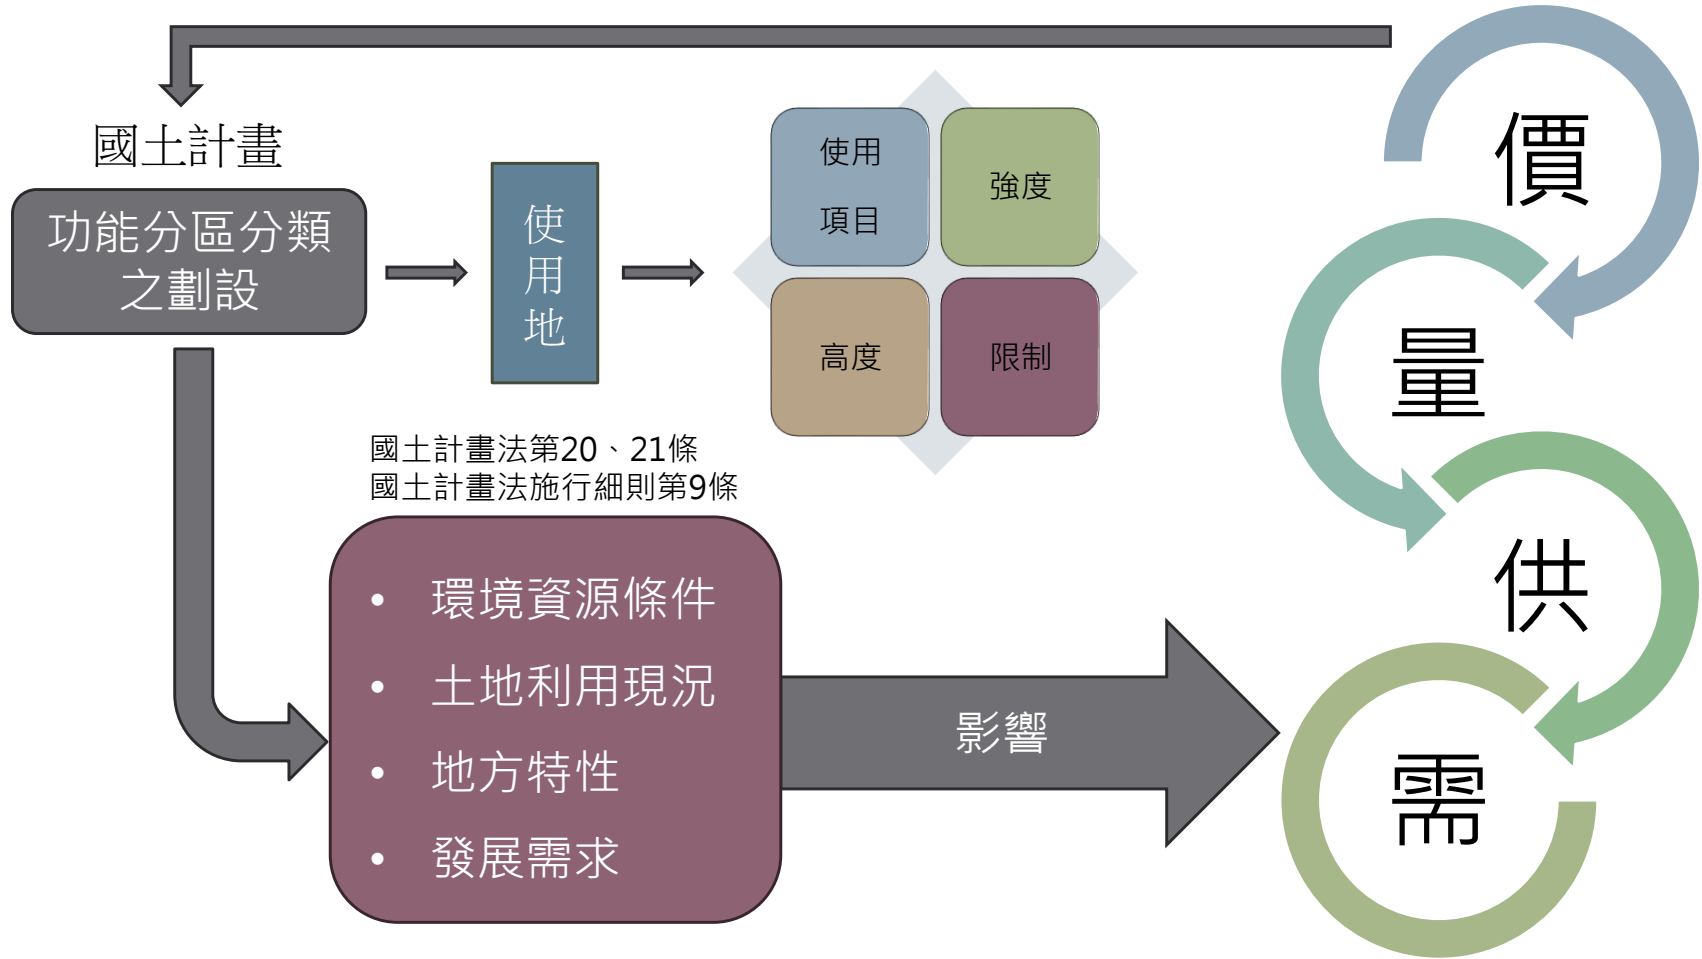 國土計畫
功能分區分類
之劃設
使
用
地
使用
項目
強度
高度
限制
國土計畫法第20、21條
國土計畫法施行細則第9條
• 環境資源條件
• 土地利用現況
• 地方特性
• 發展需求
影響
價
量
供
需